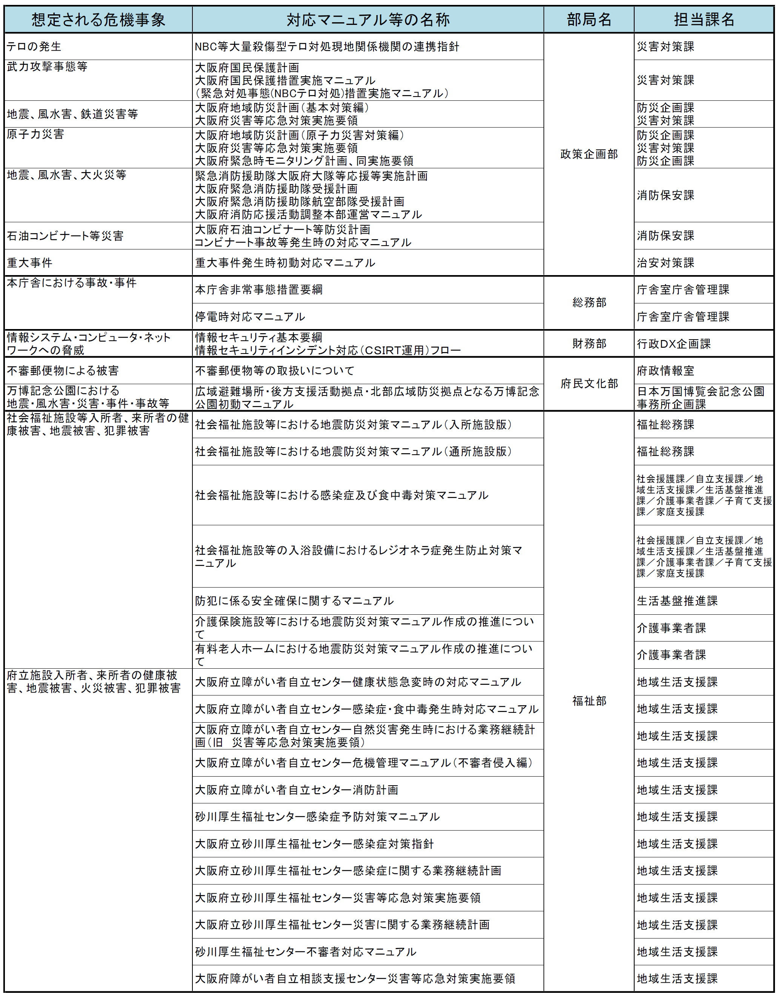 想定される危機事象
対応マニュアル等の名称
部局名
担当課名
テロの発生
NBC等大量殺傷型テロ対処現地関係機関の連携指針
災害対策課
武力攻撃事態等
大阪府国民保護計画
大阪府国民保護措置実施マニュアル
（緊急対処事態(NBCテロ対処)措置実施マニュアル）
災害対策課
地震、風水害、鉄道災害等
大阪府地域防災計画（基本対策編）
大阪府災害等応急対策実施要領
防災企画課
災害対策課
原子力災害
大阪府地域防災計画（原子力災害対策編）
大阪府災害等応急対策実施要領
大阪府緊急時モニタリング計画、同実施要領
政策企画部
防災企画課
災害対策課
防災企画課
地震、風水害、大火災等
緊急消防援助隊大阪府大隊等応援等実施計画
大阪府緊急消防援助隊受援計画
大阪府緊急消防援助隊航空部隊受援計画
大阪府消防応援活動調整本部運営マニュアル
消防保安課
石油コンビナート等災害
大阪府石油コンビナート等防災計画
コンビナート事故等発生時の対応マニュアル
消防保安課
重大事件
重大事件発生時初動対応マニュアル
治安対策課
本庁舎における事故・事件
本庁舎非常事態措置要綱
総務部
庁舎室庁舎管理課
停電時対応マニュアル
庁舎室庁舎管理課
情報システム・コンピュータ・ネット
ワークへの脅威
情報セキュリティ基本要綱
情報セキュリティインシデント対応（CSIRT運用）フロー
財務部
行政DX企画課
不審郵便物による被害
不審郵便物等の取扱いについて
府民文化部
府政情報室
万博記念公園における
地震・風水害・災害・事件・事故等
広域避難場所・後方支援活動拠点・北部広域防災拠点となる万博記念
公園初動マニュアル
日本万国博覧会記念公園
事務所企画課
社会福祉施設等入所者、来所者の健
康被害、地震被害、犯罪被害
社会福祉施設等における地震防災対策マニュアル（入所施設版）
福祉総務課
社会福祉施設等における地震防災対策マニュアル（通所施設版）
福祉総務課
社会福祉施設等における感染症及び食中毒対策マニュアル
社会援護課／自立支援課／地
域生活支援課／生活基盤推進
課／介護事業者課／子育て支援
課／家庭支援課
社会福祉施設等の入浴設備におけるレジオネラ症発生防止対策マ
ニュアル
社会援護課／自立支援課／地
域生活支援課／生活基盤推進
課／介護事業者課／子育て支援
課／家庭支援課
防犯に係る安全確保に関するマニュアル
生活基盤推進課
介護保険施設等における地震防災対策マニュアル作成の推進につい
て
介護事業者課
有料老人ホームにおける地震防災対策マニュアル作成の推進につい
て
介護事業者課
府立施設入所者、来所者の健康被
害、地震被害、火災被害、犯罪被害
大阪府立障がい者自立センター健康状態急変時の対応マニュアル
福祉部
地域生活支援課
大阪府立障がい者自立センター感染症・食中毒発生時対応マニュアル
地域生活支援課
大阪府立障がい者自立センター自然災害発生時における業務継続計
画（旧　災害等応急対策実施要領）
地域生活支援課
大阪府立障がい者自立センター危機管理マニュアル（不審者侵入編）
地域生活支援課
大阪府立障がい者自立センター消防計画
地域生活支援課
砂川厚生福祉センター感染症予防対策マニュアル
地域生活支援課
大阪府立砂川厚生福祉センター感染症対策指針
地域生活支援課
大阪府立砂川厚生福祉センター感染症に関する業務継続計画
地域生活支援課
大阪府立砂川厚生福祉センター災害等応急対策実施要領
地域生活支援課
大阪府立砂川厚生福祉センター災害に関する業務継続計画
地域生活支援課
砂川厚生福祉センター不審者対応マニュアル
地域生活支援課
大阪府障がい者自立相談支援センター災害等応急対策実施要領
地域生活支援課